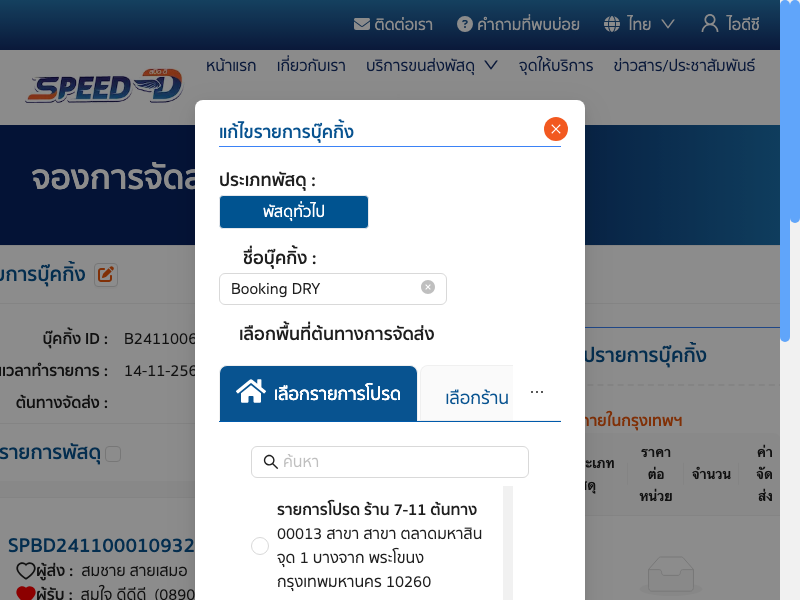 ติดต่อเรา
คำถามที่พบบ่อย
ไทย
ไอดีซี
SPEED-D
หน้าแรก
เกี่ยวกับเรา
บริการขนส่งพัสดุ
จุดให้บริการ
ข่าวสาร/ประชาสัมพันธ์
จองการจัดส
แก้ไขรายการบุ๊คกิ้ง
ประเภทพัสดุ :
พัสดุทั่วไป
ชื่อบุ๊คกิ้ง :
Booking DRY
เลือกพื้นที่ต้นทางการจัดส่ง
เลือกรายการโปรด
เลือกร้าน
...
ค้นหา
รายการโปรด ร้าน 7-11 ต้นทาง
00013 สาขา สาขา ตลาดมหาสิน
จุด 1 บางจาก พระโขนง
กรุงเทพมหานคร 10260
ยการบุ๊คกิ้ง
บุ๊คกิ้ง ID :
B2411006
นเวลาทำรายการ :
14-11-256
ต้นทางจัดส่ง :
รายการพัสดุ
SPBD241100010932
ผู้ส่ง :
สมชาย สายเสมอ
ผู้รับ :
สมใจ ดีดีดี (0890
ปรายการบุ๊คกิ้ง
ายในกรุงเทพฯ
ะเภท
สดุ
ราคา
ต่อ
หน่วย
จำนวน
ค่า
จัด
ส่ง